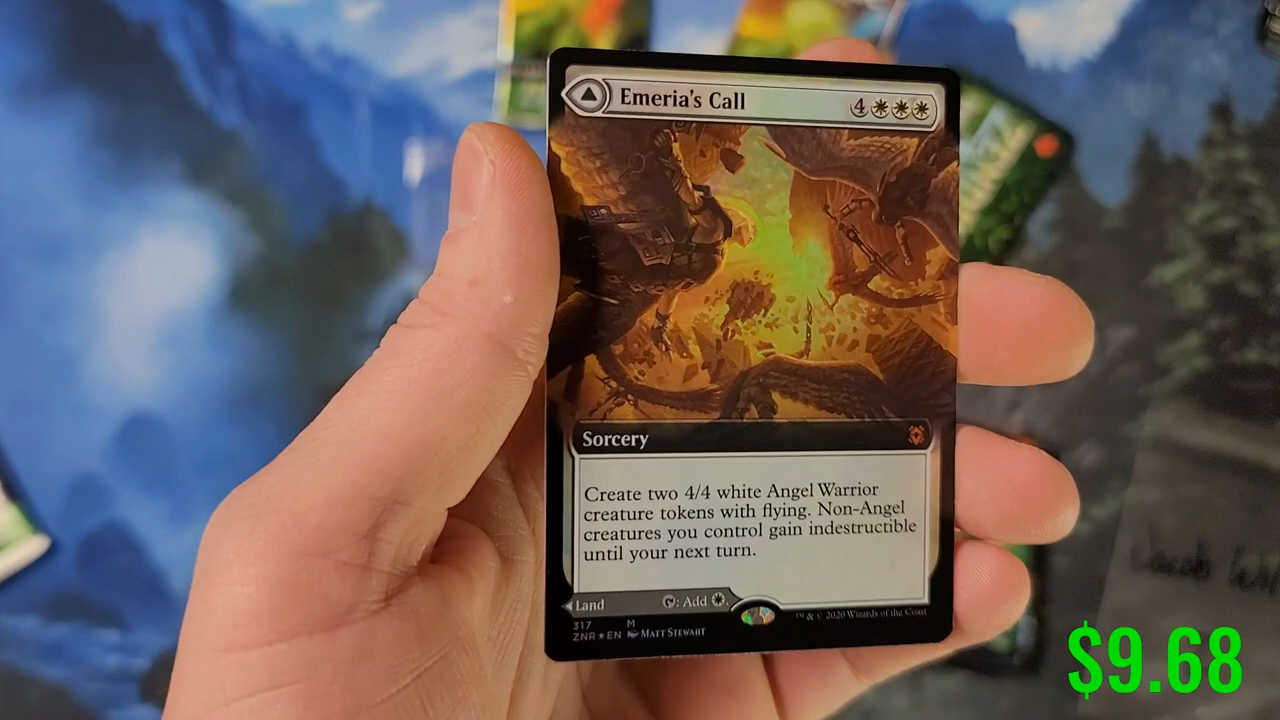 Emeria's Call 4
Sorcery
Create two 4/4 white Angel Warrior
creature tokens with flying. Non-Angel
creatures you control gain indestructible
until your next turn.
Land : Add .
317 M
ZNR ★ EN Matt Stewart
™ & © 2020 Wizards of the Coast
$9.68